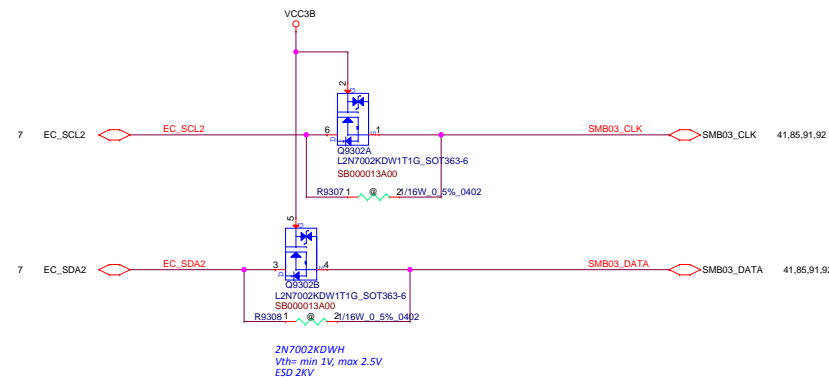 VCC3B
2
G
7 EC_SCL2 EC_SCL2 6 1 SMB03_CLK SMB03_CLK 41,85,91,92
D S
Q9302A
L2N7002KDW1T1G_SOT363-6
SB000013A00
R9307 1 @ 2 1/16W_0_5%_0402
5
G
7 EC_SDA2 EC_SDA2 3 4 SMB03_DATA SMB03_DATA 41,85,91,92
D S
Q9302B
L2N7002KDW1T1G_SOT363-6
SB000013A00
R9308 1 @ 2 1/16W_0_5%_0402
2N7002KDWH
Vth= min 1V, max 2.5V
ESD 2KV